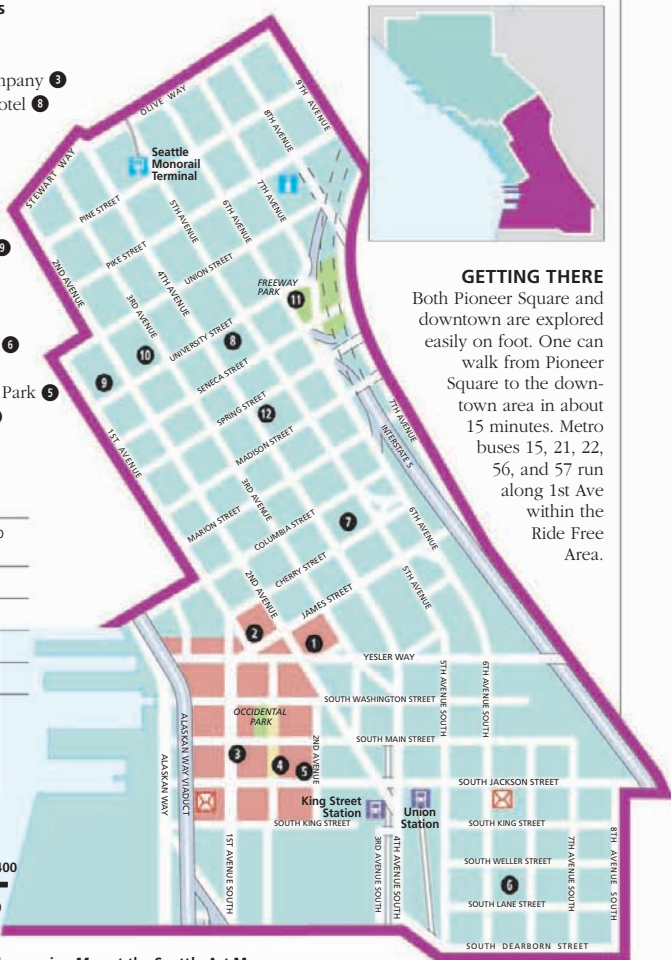 s
mpany 3
otel 8
9
6
Park 5
GETTING THERE
Both Pioneer Square and
downtown are explored
easily on foot. One can
walk from Pioneer
Square to the down-
town area in about
15 minutes. Metro
buses 15, 21, 22,
56, and 57 run
along 1st Ave
within the
Ride Free
Area.
OLIVE WAY
9TH AVENUE
8TH AVENUE
STEWART WAY
Seattle
Monorail
Terminal
PINE STREET
5TH AVENUE
6TH AVENUE
7TH AVENUE
PIKE STREET
UNION STREET
2ND AVENUE
3RD AVENUE
4TH AVENUE
FREEWAY
PARK
11
UNIVERSITY STREET
8
10
9
SENECA STREET
SPRING STREET
12
MADISON STREET
7TH AVENUE
INTERSTATE 5
1ST AVENUE
3RD AVENUE
MARION STREET
COLUMBIA STREET
7
6TH AVENUE
CHERRY STREET
2ND AVENUE
JAMES STREET
5TH AVENUE
2
1
YESLER WAY
5TH AVENUE SOUTH
6TH AVENUE SOUTH
SOUTH WASHINGTON STREET
OCCIDENTAL
PARK
SOUTH MAIN STREET
2ND AVENUE
3
4
5
ALASKAN WAY VIADUCT
ALASKAN WAY
SOUTH JACKSON STREET
King Street
Station
Union
Station
SOUTH KING STREET
SOUTH KING STREET
1ST AVENUE SOUTH
3RD AVENUE SOUTH
4TH AVENUE SOUTH
SOUTH WELLER STREET
7TH AVENUE SOUTH
8TH AVENUE SOUTH
6
SOUTH LANE STREET
400
SOUTH DEARBORN STREET